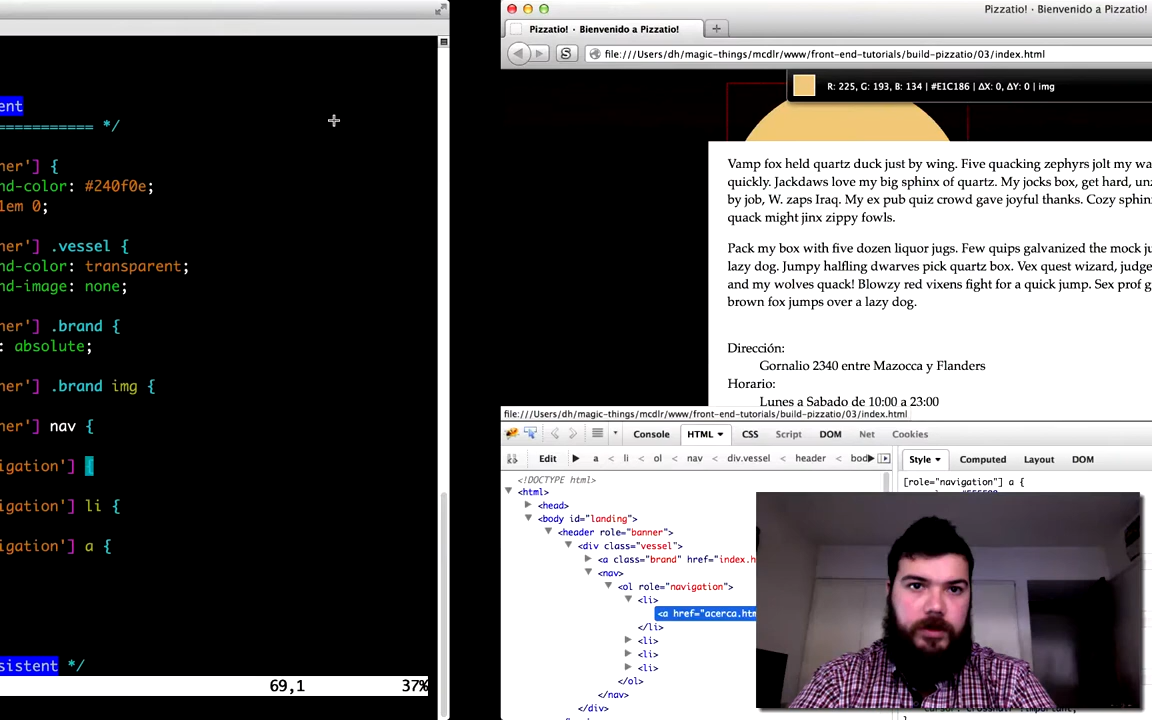 ent
=========== */
ner'] {
nd-color: #240f0e;
1em 0;
ner'] .vessel {
nd-color: transparent;
nd-image: none;
ner'] .brand {
: absolute;
ner'] .brand img {
ner'] nav {
igation'] {
igation'] li {
igation'] a {
sistent */
69,1 37%
Pizzatio! · Bienvenido a Pizzatio!
Pizzatio! · Bienvenido a Pizzatio!
file:///Users/dh/magic-things/mcdlr/www/front-end-tutorials/build-pizzatio/03/index.html
R: 225, G: 193, B: 134 | #E1C186 | ΔX: 0, ΔY: 0 | img
Vamp fox held quartz duck just by wing. Five quacking zephyrs jolt my wa
quickly. Jackdaws love my big sphinx of quartz. My jocks box, get hard, unz
by job, W. zaps Iraq. My ex pub quiz crowd gave joyful thanks. Cozy sphin
quack might jinx zippy fowls.
Pack my box with five dozen liquor jugs. Few quips galvanized the mock ju
lazy dog. Jumpy halfling dwarves pick quartz box. Vex quest wizard, judge
and my wolves quack! Blowzy red vixens fight for a quick jump. Sex prof g
brown fox jumps over a lazy dog.
Dirección:
Gornalio 2340 entre Mazocca y Flanders
Horario:
Lunes a Sabado de 10:00 a 23:00
file:///Users/dh/magic-things/mcdlr/www/front-end-tutorials/build-pizzatio/03/index.html
Console HTML CSS Script DOM Net Cookies
Edit a < li < ol < nav < div.vessel < header < bod
Style Computed Layout DOM
<!DOCTYPE html>
<html>
<head>
<body id="landing">
<header role="banner">
<div class="vessel">
<a class="brand" href="index.h
<nav>
<ol role="navigation">
<li>
<a href="acerca.htm
</li>
<li>
<li>
<li>
</ol>
</nav>
</div>
[role="navigation"] a {